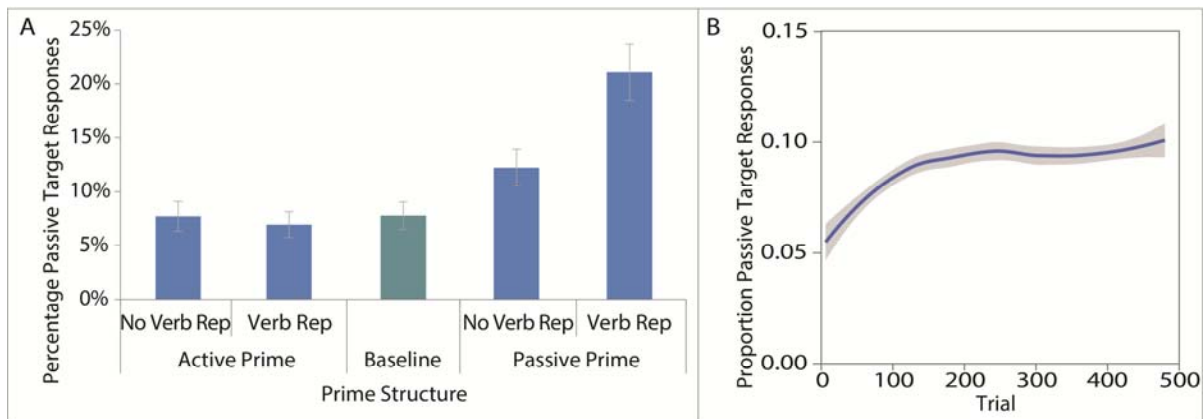 A
Percentage Passive Target Responses
25%
20%
15%
10%
5%
0%
No Verb Rep
Verb Rep
No Verb Rep
Verb Rep
Active Prime
Baseline
Passive Prime
Prime Structure
B
Proportion Passive Target Responses
0.15
0.10
0.05
0.00
0
100
200
300
400
500
Trial